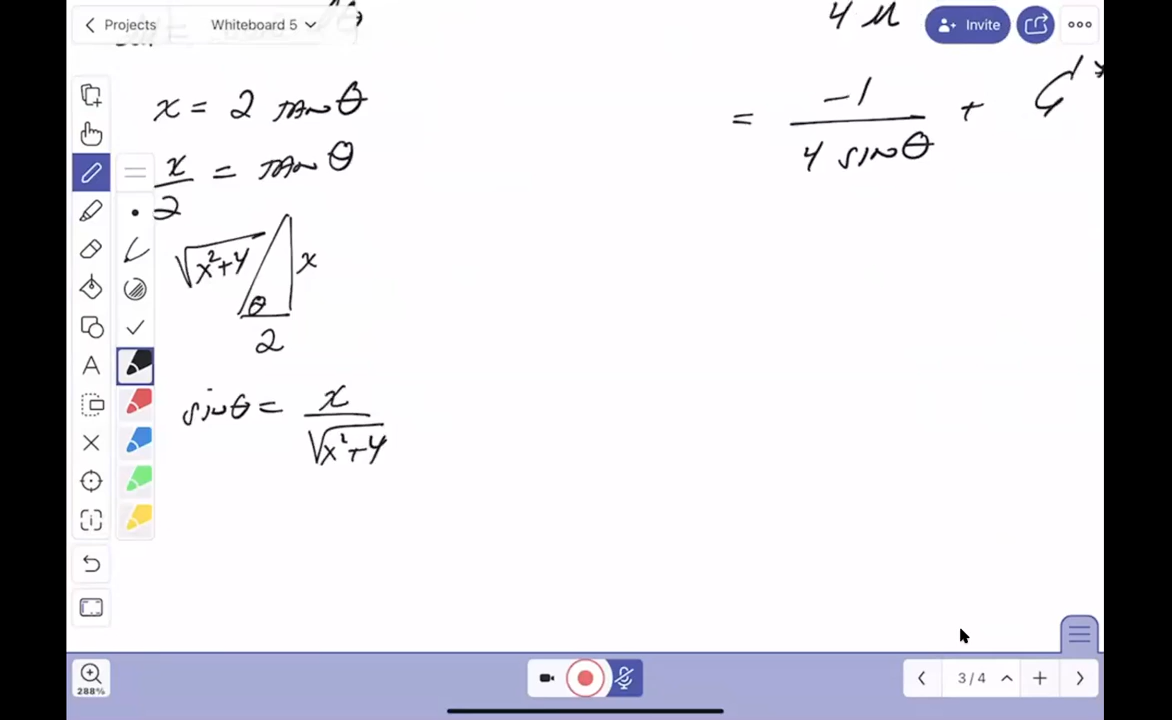 Projects
Whiteboard 5
Invite
4 u
x = 2 TAN θ
= -1 / 4 SIN θ + C
x / 2 = TAN θ
√x²+4
x
θ
2
sin θ = x / √x²+4
A
288%
3 / 4